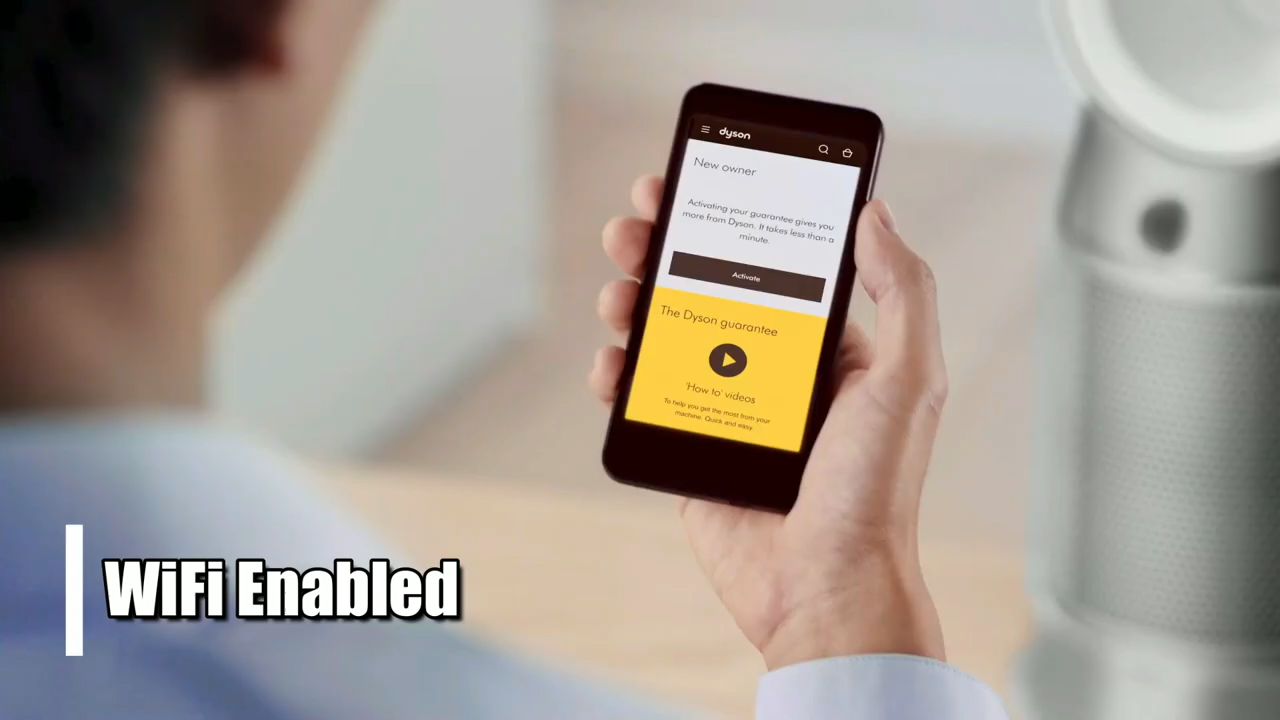 dyson
New owner
Activating your guarantee gives you
more from Dyson. It takes less than a
minute.
Activate
The Dyson guarantee
'How to' videos
To help you get the most from your
machine. Quick and easy.
WiFi Enabled